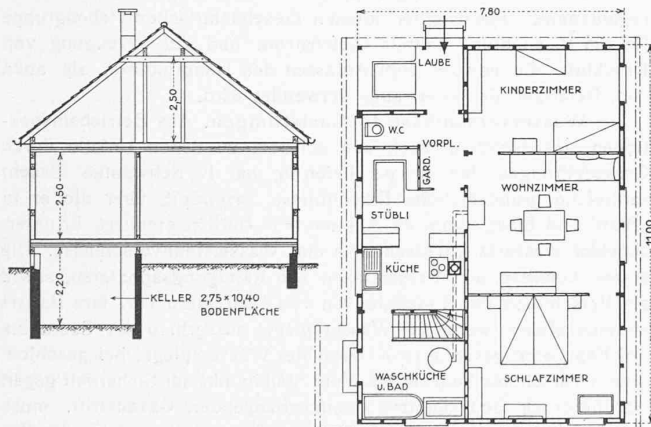 7,80
LAUBE
KINDERZIMMER
W.C.
VORPL.
GARD.
WOHNZIMMER
STÜBLI
KÜCHE
WASCHKÜCHE
U. BAD
SCHLAFZIMMER
11,00
2,50
2,50
2,20
KELLER 2,75 × 10,40
BODENFLÄCHE